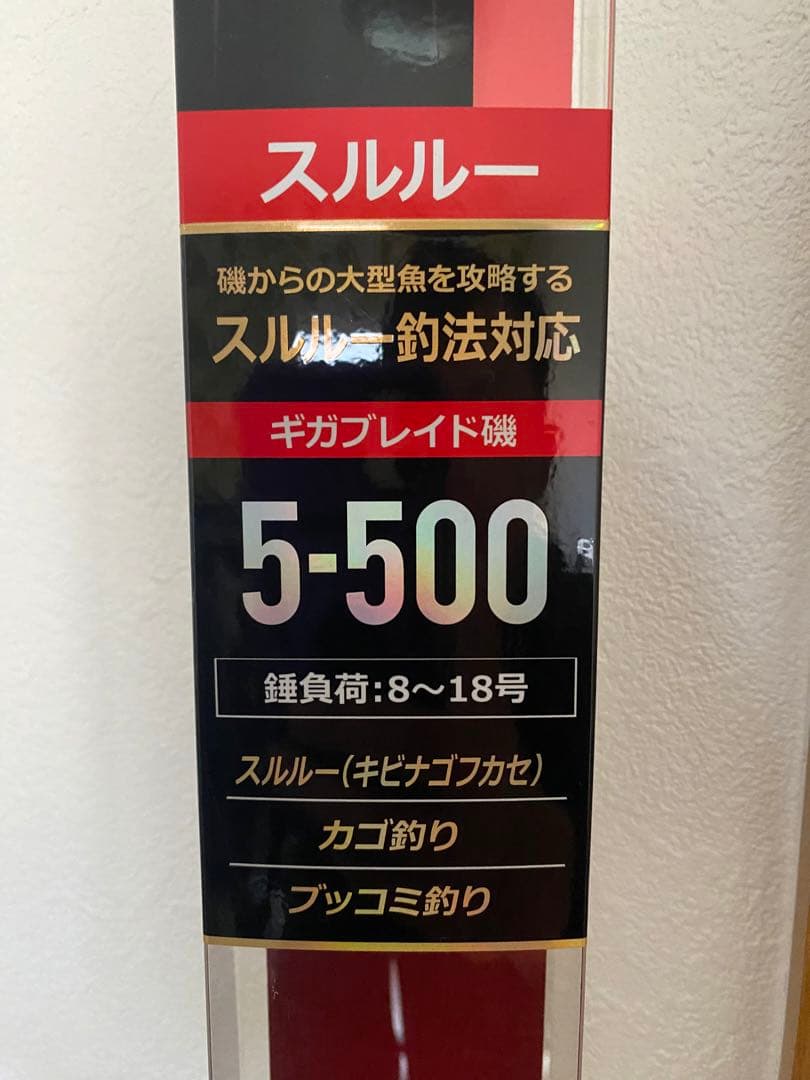 スルルー
磯からの大型魚を攻略する
スルルー釣法対応
ギガブレイド磯
5-500
錘負荷:8〜18号
スルルー(キビナゴフカセ)
カゴ釣り
ブッコミ釣り